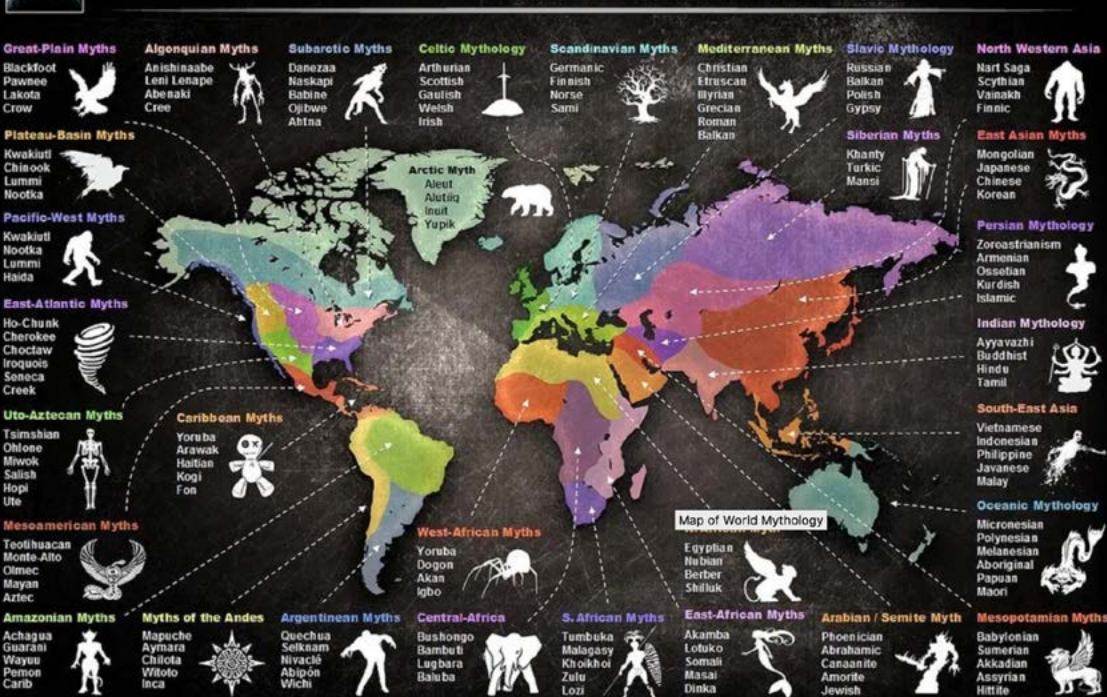 Great-Plain Myths
Blackfoot
Pawnee
Lakota
Crow
Algonquian Myths
Anishinaabe
Leni Lenape
Abenaki
Cree
Subarctic Myths
Danezaa
Naskapi
Babine
Ojibwe
Ahtna
Celtic Mythology
Arthurian
Scottish
Gaulish
Welsh
Irish
Scandinavian Myths
Germanic
Finnish
Norse
Sami
Mediterranean Myths
Christian
Etruscan
Illyrian
Grecian
Roman
Balkan
Slavic Mythology
Russian
Balkan
Polish
Gypsy
North Western Asia
Nart Saga
Scythian
Vainakh
Finnic
Plateau-Basin Myths
Kwakiutl
Chinook
Lummi
Nootka
Siberian Myths
Khanty
Turkic
Mansi
East Asian Myths
Mongolian
Japanese
Chinese
Korean
Arctic Myth
Aleut
Alutiiq
Inuit
Yupik
Pacific-West Myths
Kwakiutl
Nootka
Lummi
Haida
Persian Mythology
Zoroastrianism
Armenian
Ossetian
Kurdish
Islamic
East-Atlantic Myths
Ho-Chunk
Cherokee
Choctaw
Iroquois
Seneca
Creek
Indian Mythology
Ayyavazhi
Buddhist
Hindu
Tamil
Uto-Aztecan Myths
Tsimshian
Ohlone
Miwok
Salish
Hopi
Ute
Caribbean Myths
Yoruba
Arawak
Haitian
Kogi
Fon
South-East Asia
Vietnamese
Indonesian
Philippine
Javanese
Malay
Mesoamerican Myths
Teotihuacan
Monte-Alto
Olmec
Mayan
Aztec
West-African Myths
Yoruba
Dogon
Akan
Igbo
Map of World Mythology
Egyptian
Nubian
Berber
Shilluk
Oceanic Mythology
Micronesian
Polynesian
Melanesian
Aboriginal
Papuan
Maori
Amazonian Myths
Achagua
Guarani
Wayuu
Pemon
Carib
Myths of the Andes
Mapuche
Aymara
Chilota
Witoto
Inca
Argentinean Myths
Quechua
Selknam
Nivaclé
Abipón
Wichi
Central-Africa
Bushongo
Bambuti
Lugbara
Baluba
S. African Myths
Tumbuka
Malagasy
Khoikhoi
Zulu
Lozi
East-African Myths
Akamba
Lotuko
Somali
Masai
Dinka
Arabian / Semite Myth
Phoenician
Abrahamic
Canaanite
Amorite
Jewish
Mesopotamian Myths
Babylonian
Sumerian
Akkadian
Assyrian
Hittite